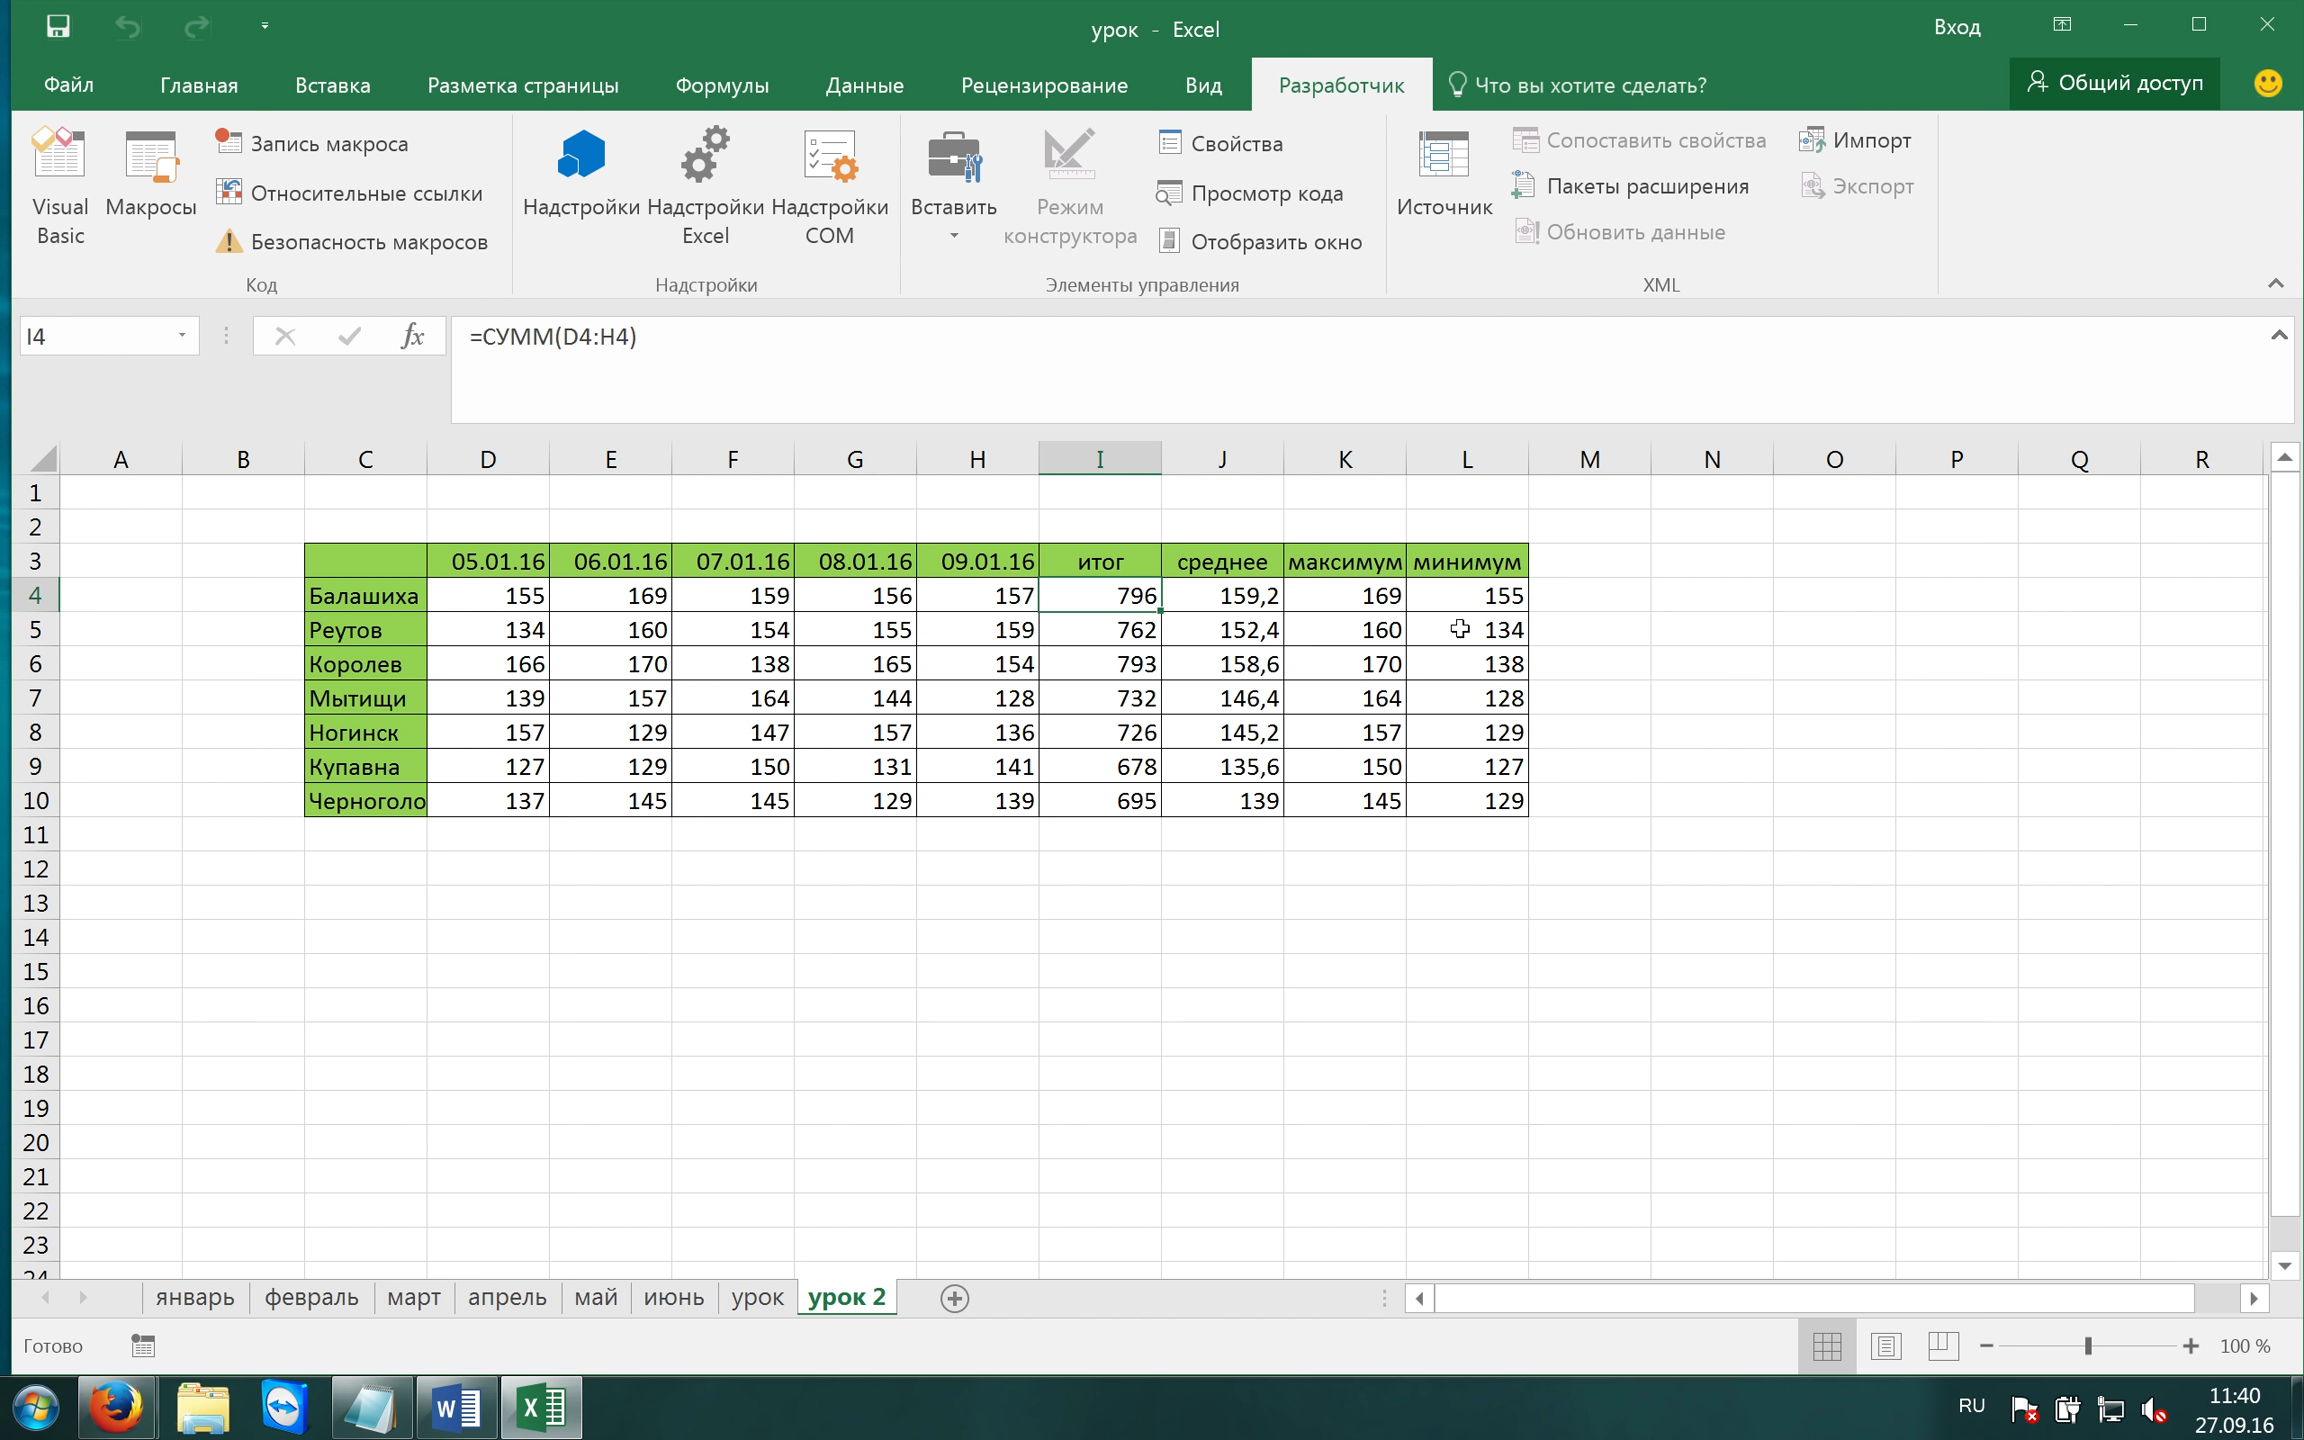 урок - Excel
Вход
Файл Главная Вставка Разметка страницы Формулы Данные Рецензирование Вид Разработчик Что вы хотите сделать? Общий доступ
Visual Basic
Макросы
Запись макроса
Относительные ссылки
Безопасность макросов
Код
Надстройки
Надстройки Excel
Надстройки COM
Надстройки
Вставить
Режим конструктора
Свойства
Просмотр кода
Отобразить окно
Элементы управления
Источник
Сопоставить свойства
Пакеты расширения
Обновить данные
Импорт
Экспорт
XML
I4 fx =СУММ(D4:H4)
A B C D E F G H I J K L M N O P Q R
1
2
3 05.01.16 06.01.16 07.01.16 08.01.16 09.01.16 итог среднее максимум минимум
4 Балашиха 155 169 159 156 157 796 159,2 169 155
5 Реутов 134 160 154 155 159 762 152,4 160 134
6 Королев 166 170 138 165 154 793 158,6 170 138
7 Мытищи 139 157 164 144 128 732 146,4 164 128
8 Ногинск 157 129 147 157 136 726 145,2 157 129
9 Купавна 127 129 150 131 141 678 135,6 150 127
10 Черноголо 137 145 145 129 139 695 139 145 129
11
12
13
14
15
16
17
18
19
20
21
22
23
24
январь февраль март апрель май июнь урок урок 2
Готово
100 %
RU
11:40
27.09.16